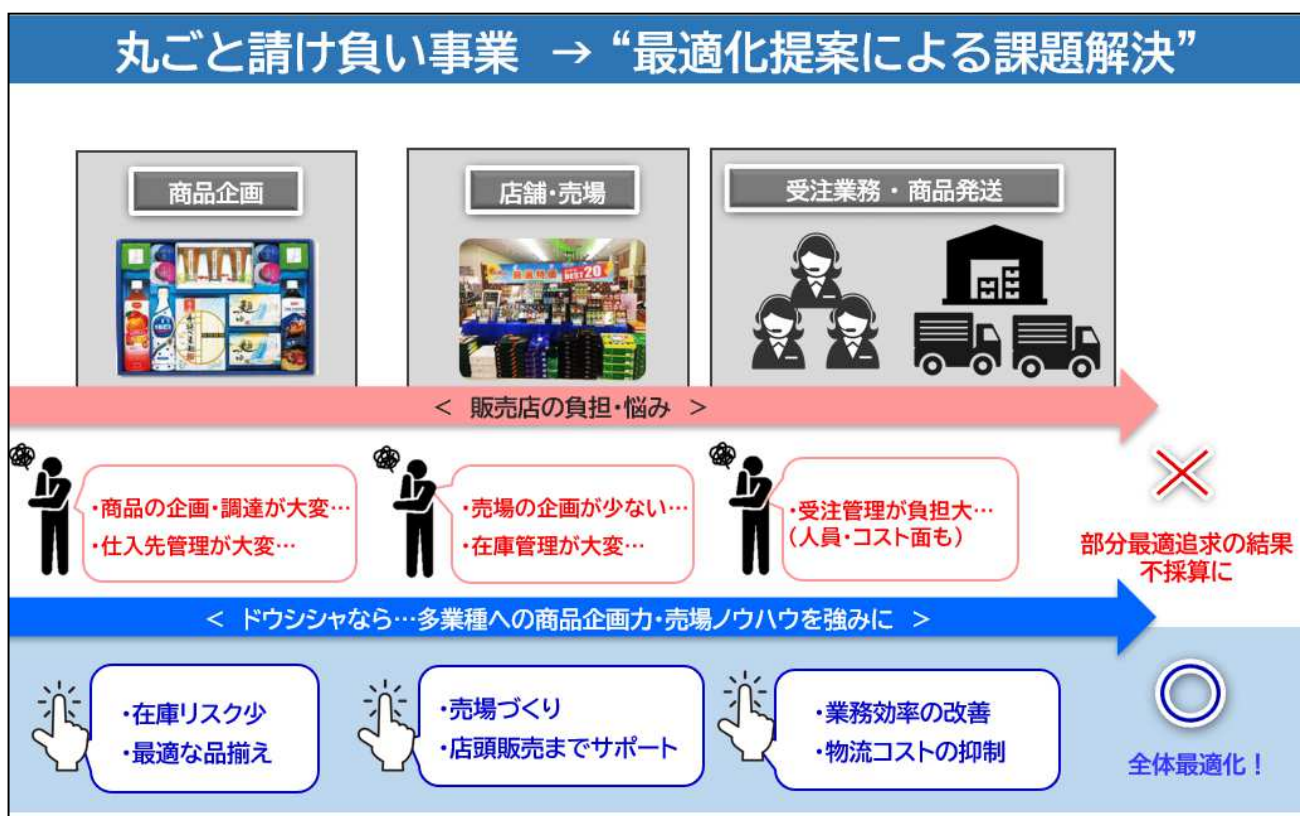 丸ごと請け負い事業 → “最適化提案による課題解決”
商品企画
店舗・売場
受注業務・商品発送
BEST20
< 販売店の負担・悩み >
・商品の企画・調達が大変…
・仕入先管理が大変…
・売場の企画が少ない…
・在庫管理が大変…
・受注管理が負担大…
(人員・コスト面も)
部分最適追求の結果
不採算に
< ドウシシャなら…多業種への商品企画力・売場ノウハウを強みに >
・在庫リスク少
・最適な品揃え
・売場づくり
・店頭販売までサポート
・業務効率の改善
・物流コストの抑制
全体最適化！